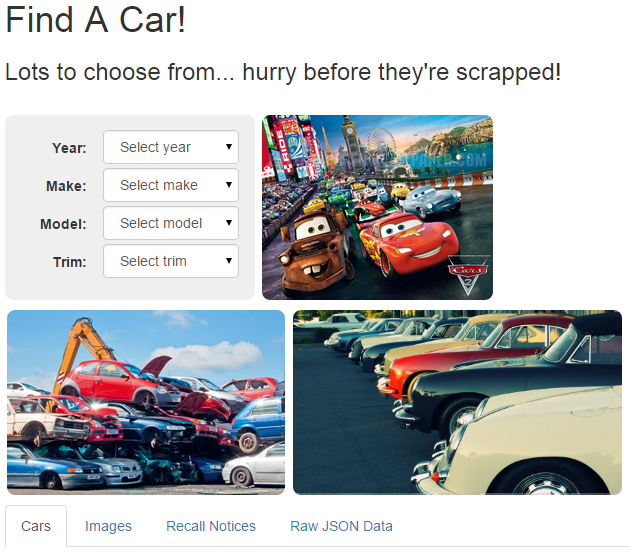 Find A Car!
Lots to choose from... hurry before they're scrapped!
Year: Select year
Make: Select make
Model: Select model
Trim: Select trim
RIDE
Cars
2
Cars Images Recall Notices Raw JSON Data